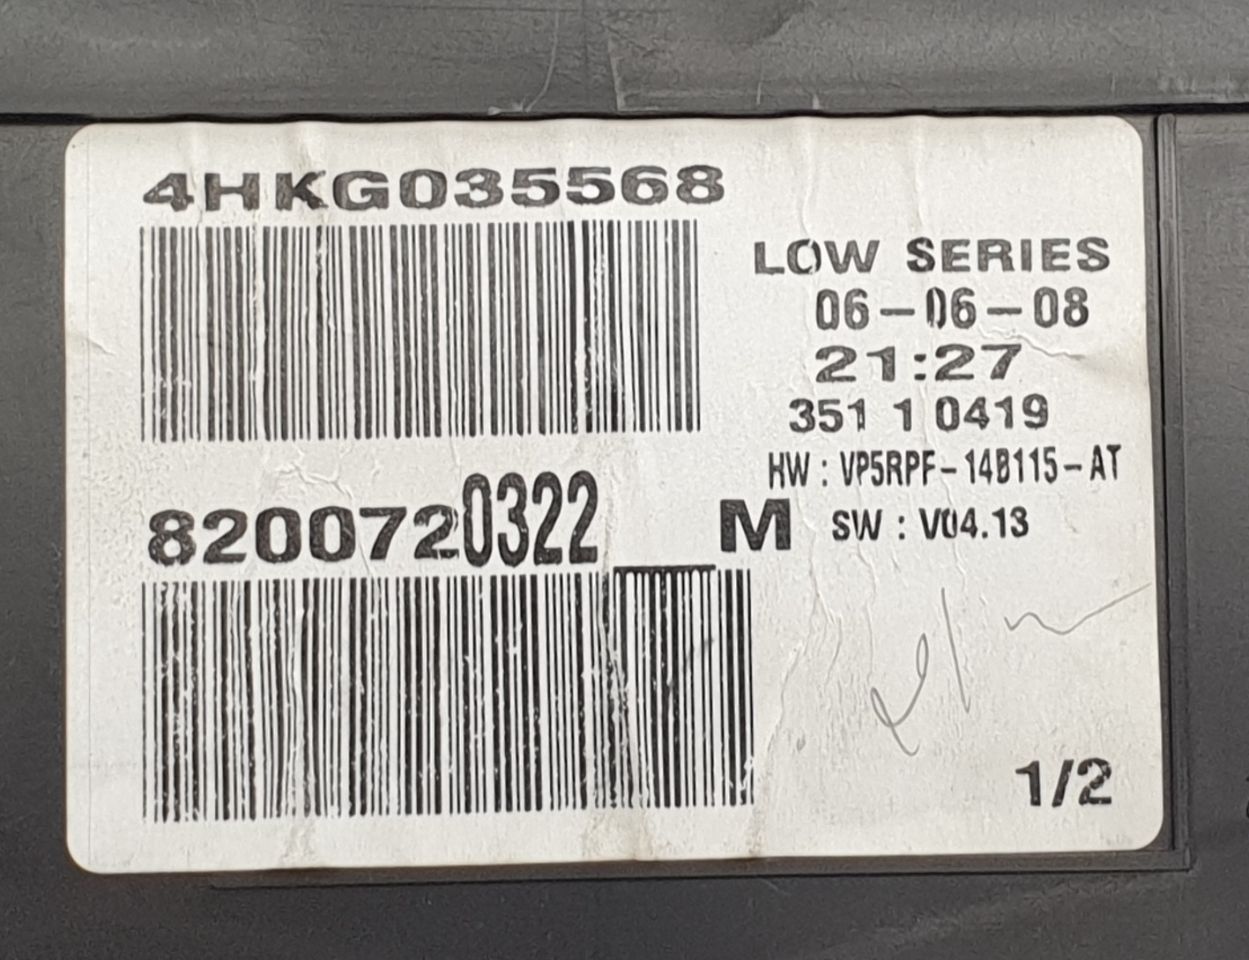 4HKG035568
LOW SERIES
06-06-08
21:27
351 1 0419
HW : VP5RPF-14B115-AT
8200720322 M
SW : V04.13
1/2